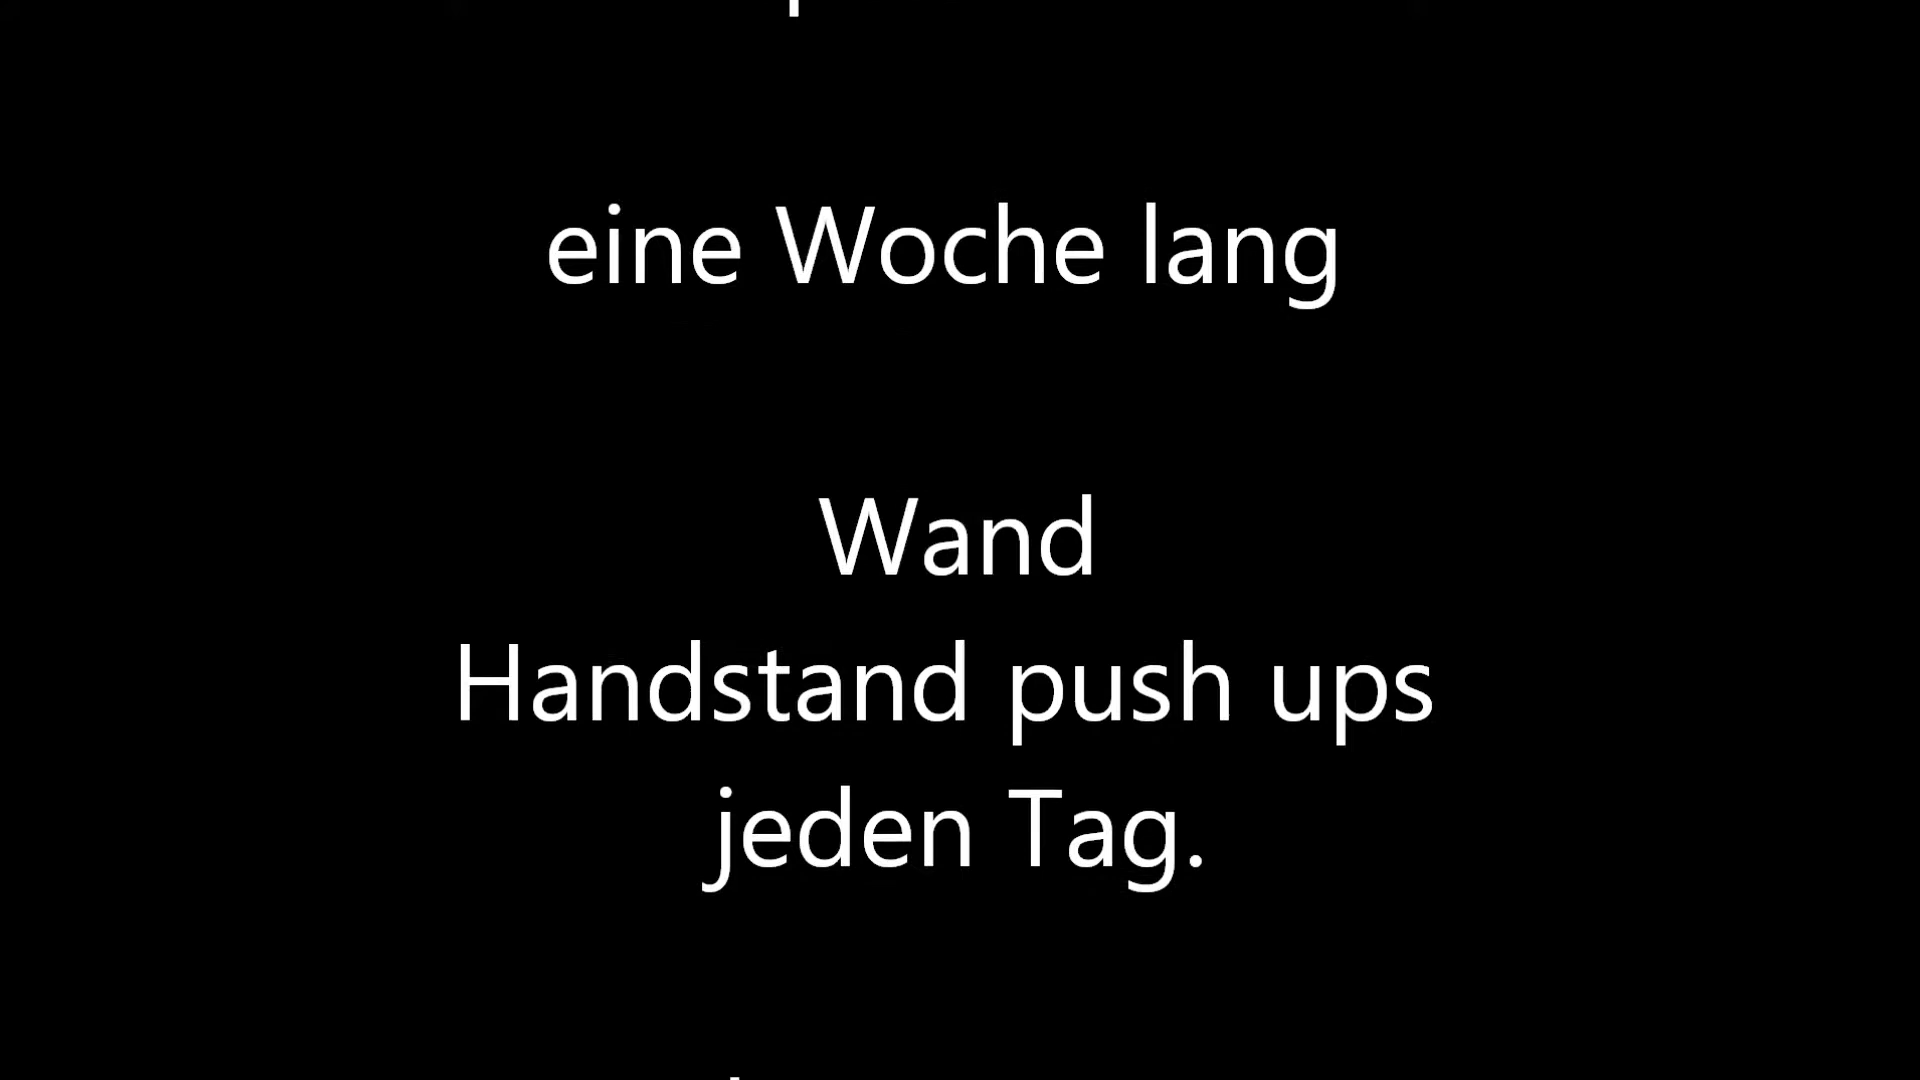 eine Woche lang
Wand
Handstand push ups
jeden Tag.